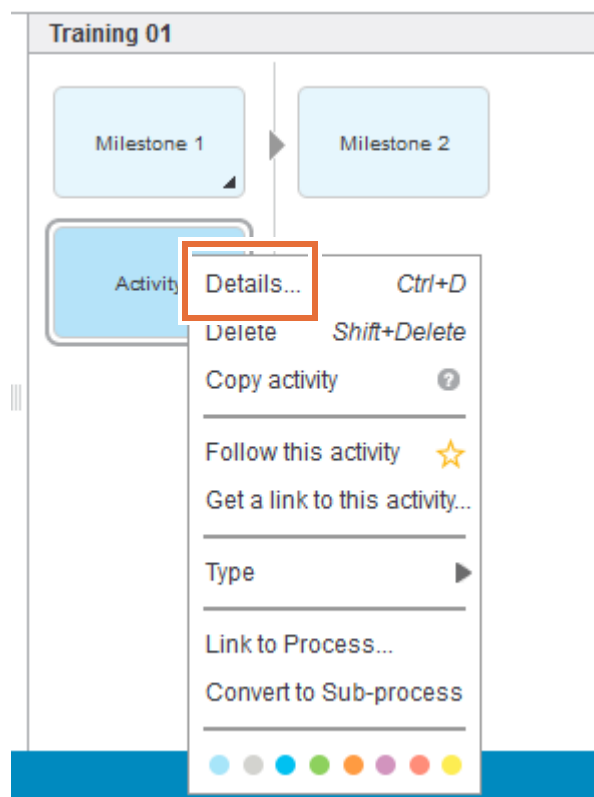 Training 01
Milestone 1
Milestone 2
Activity
Details... Ctrl+D
Delete Shift+Delete
Copy activity ?
Follow this activity
Get a link to this activity...
Type
Link to Process...
Convert to Sub-process